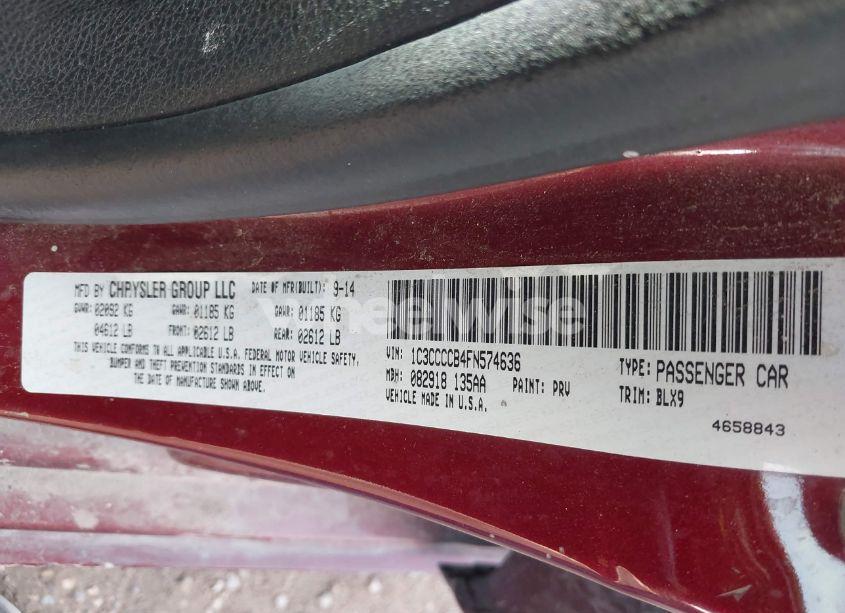 MFD BY CHRYSLER GROUP LLC DATE OF MFR(BUILT): 9-14
GVWR: 02092 KG GAWR: 01185 KG GAWR: 01185 KG
04612 LB FRONT: 02612 LB REAR: 02612 LB
THIS VEHICLE CONFORMS TO ALL APPLICABLE U.S.A. FEDERAL MOTOR VEHICLE SAFETY,
BUMPER AND THEFT PREVENTION STANDARDS IN EFFECT ON
THE DATE OF MANUFACTURE SHOWN ABOVE.
VIN: 1C3CCCCB4FN574636
MDH: 082918 135AA PAINT: PRV
VEHICLE MADE IN U.S.A.
TYPE: PASSENGER CAR
TRIM: BLX9
4658843
wheelwise